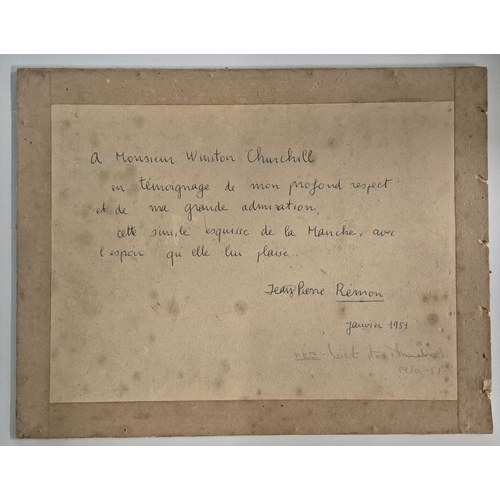 A Monsieur Winston Churchill
en témoignage de mon profond respect
et de ma grande admiration,
cette simple esquisse de la Manche, avec
l'espoir qu'elle lui plaise.
Jean-Pierre Rémon
Janvier 1951